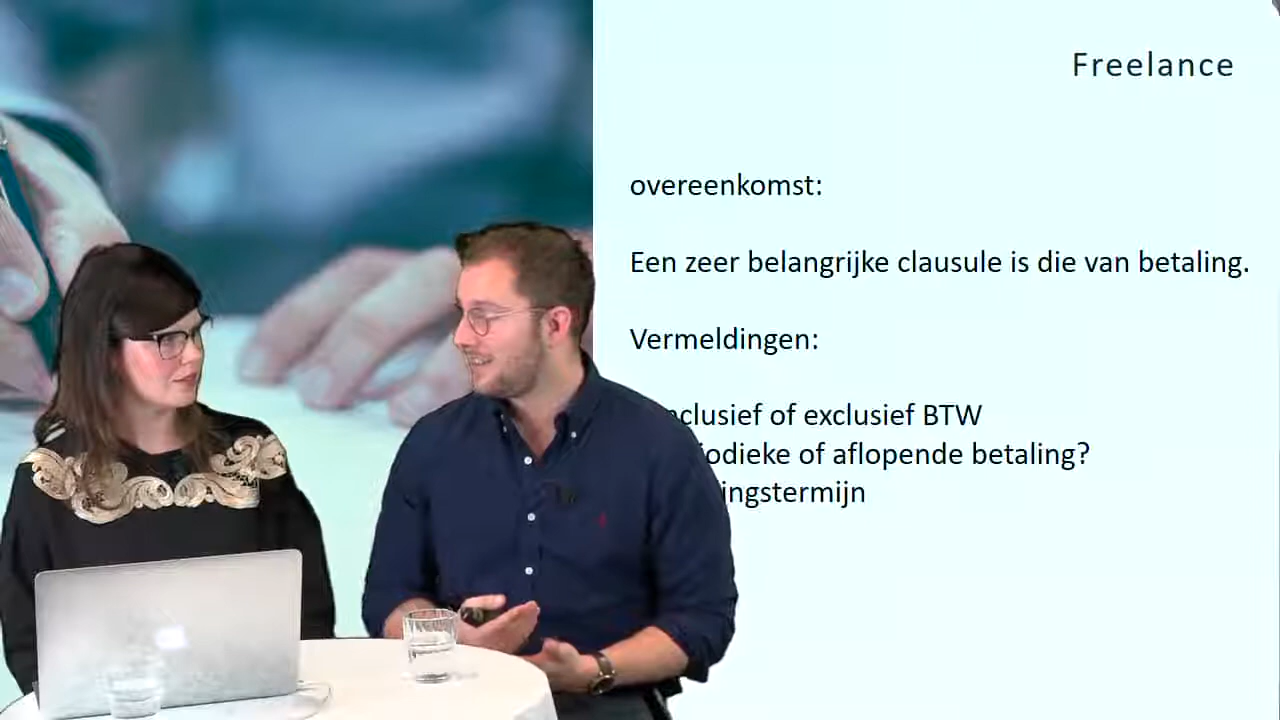 Freelance
overeenkomst:
Een zeer belangrijke clausule is die van betaling.
Vermeldingen:
of exclusief BTW
of aflopende betaling?